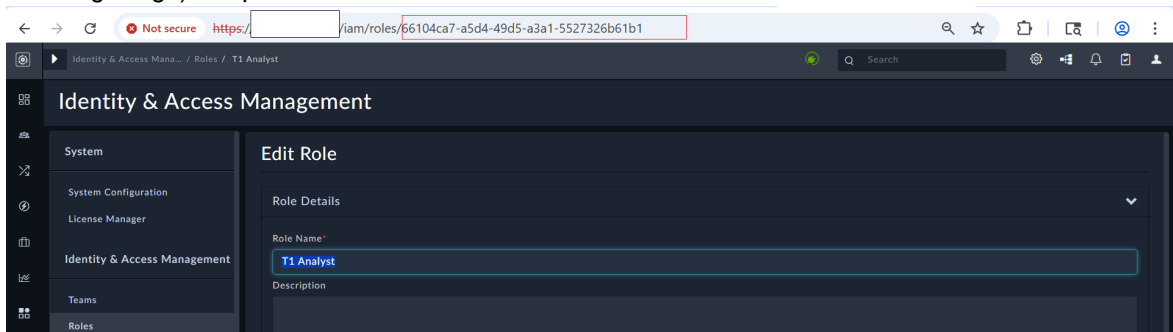 Not secure https:/ /iam/roles/66104ca7-a5d4-49d5-a3a1-5527326b61b1
Identity & Access Mana... / Roles / T1 Analyst
Search
Identity & Access Management
System
System Configuration
License Manager
Identity & Access Management
Teams
Roles
Edit Role
Role Details
Role Name*
T1 Analyst
Description